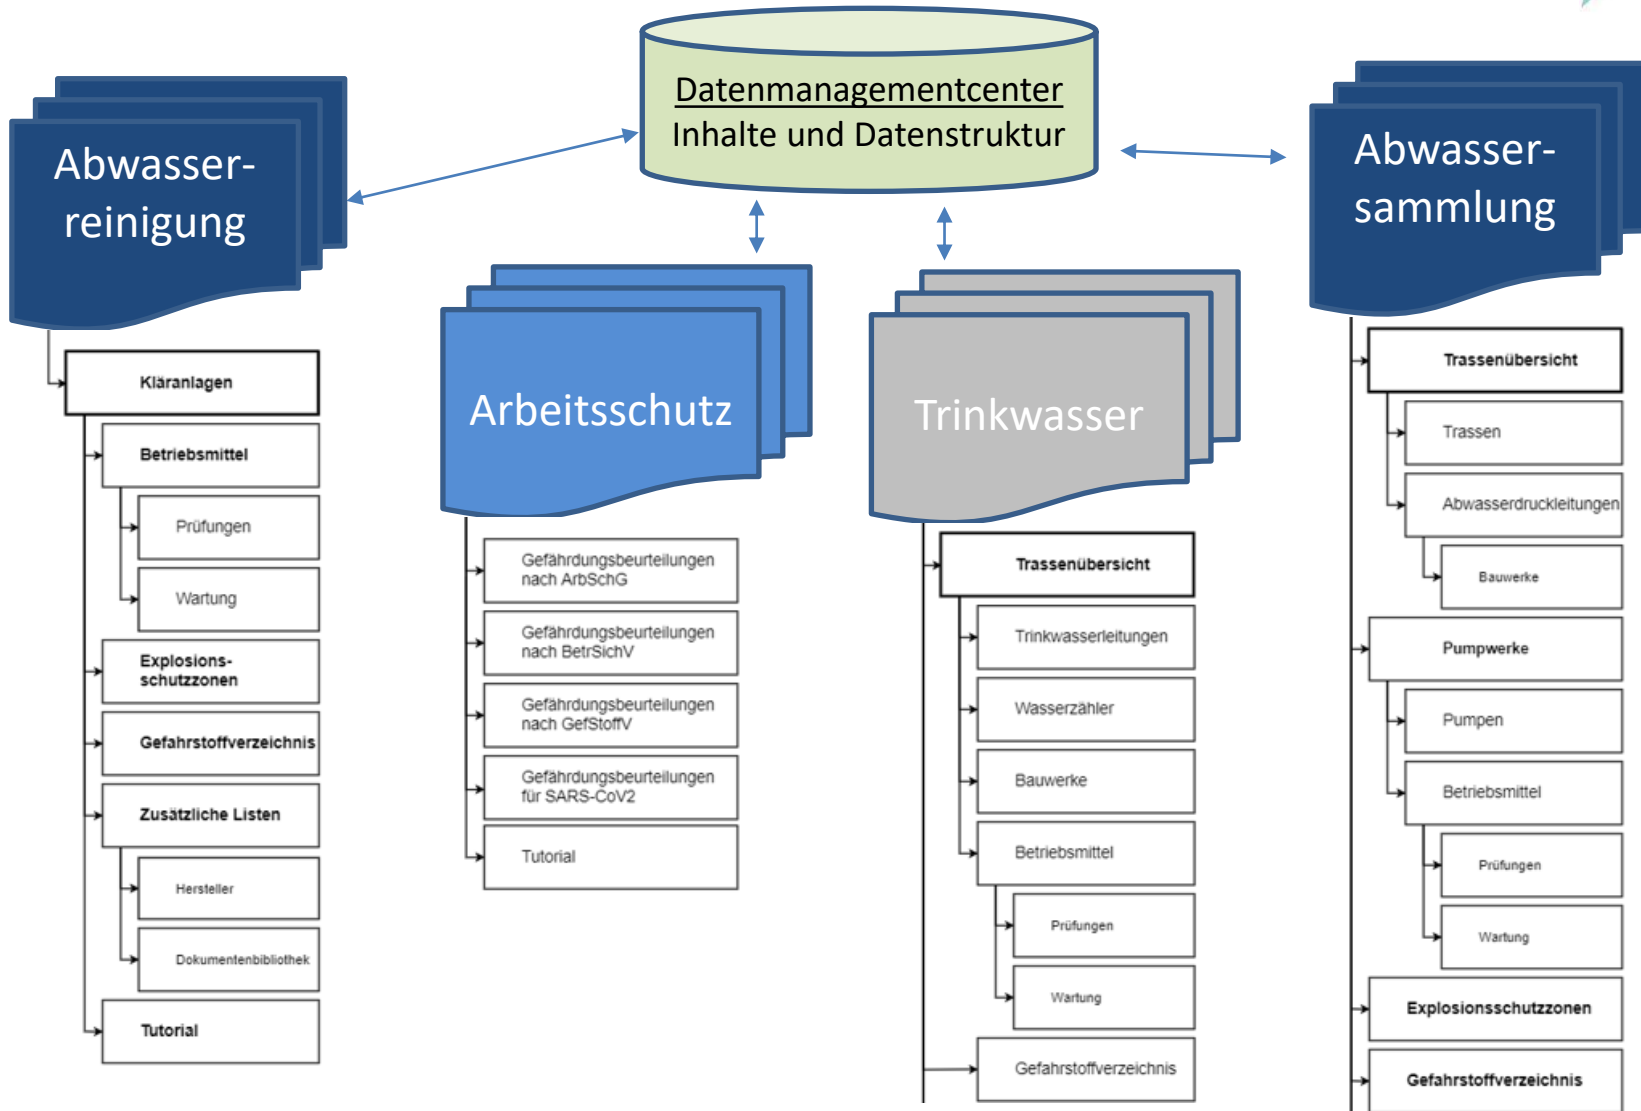 Datenmanagementcenter
Inhalte und Datenstruktur
Abwasser-
reinigung
Kläranlagen
Betriebsmittel
Prüfungen
Wartung
Explosions-
schutzzonen
Gefahrstoffverzeichnis
Zusätzliche Listen
Hersteller
Dokumentenbibliothek
Tutorial
Arbeitsschutz
Gefährdungsbeurteilungen
nach ArbSchG
Gefährdungsbeurteilungen
nach BetrSichV
Gefährdungsbeurteilungen
nach GefStoffV
Gefährdungsbeurteilungen
für SARS-CoV2
Tutorial
Trinkwasser
Trassenübersicht
Trinkwasserleitungen
Wasserzähler
Bauwerke
Betriebsmittel
Prüfungen
Wartung
Gefahrstoffverzeichnis
Abwasser-
sammlung
Trassenübersicht
Trassen
Abwasserdruckleitungen
Bauwerke
Pumpwerke
Pumpen
Betriebsmittel
Prüfungen
Wartung
Explosionsschutzzonen
Gefahrstoffverzeichnis